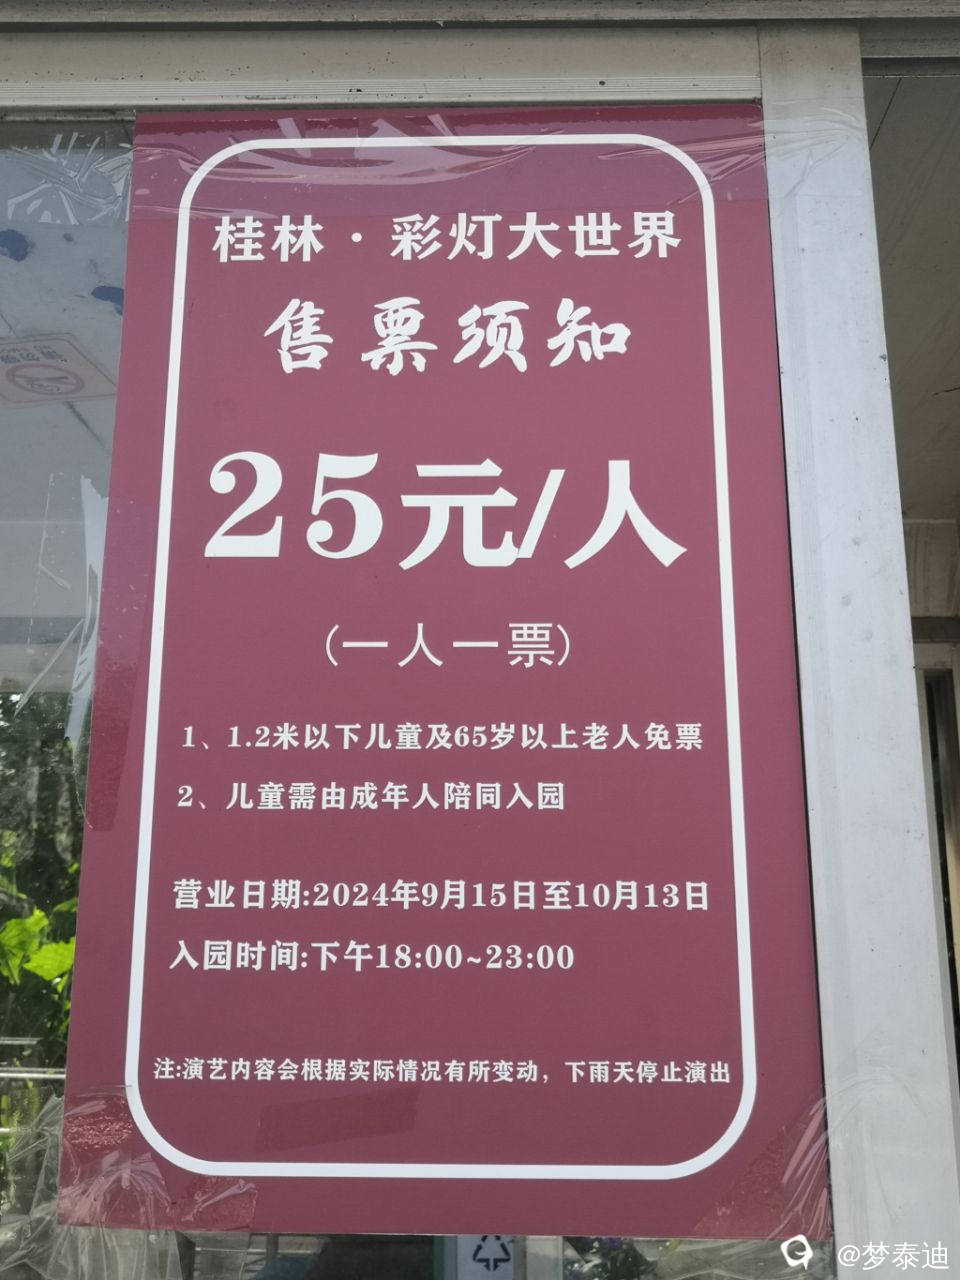 桂林·彩灯大世界
售票须知
25元/人
(一人一票)
1、1.2米以下儿童及65岁以上老人免票
2、儿童需由成年人陪同入园
营业日期:2024年9月15日至10月13日
入园时间:下午18:00~23:00
注:演艺内容会根据实际情况有所变动，下雨天停止演出
@梦泰迪